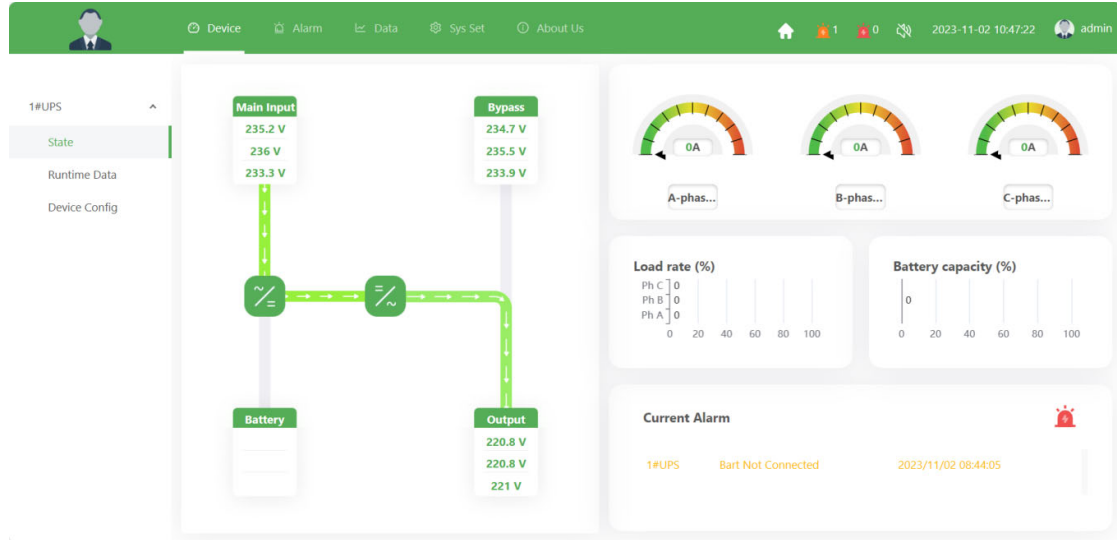 Device Alarm Data Sys Set About Us 1 0 2023-11-02 10:47:22 admin
1#UPS
State
Runtime Data
Device Config
Main Input
235.2 V
236 V
233.3 V
Bypass
234.7 V
235.5 V
233.9 V
Battery
Output
220.8 V
220.8 V
221 V
0A 0A 0A
A-phas... B-phas... C-phas...
Load rate (%)
Ph C 0
Ph B 0
Ph A 0
0 20 40 60 80 100
Battery capacity (%)
0
0 20 40 60 80 100
Current Alarm
1#UPS Bart Not Connected 2023/11/02 08:44:05